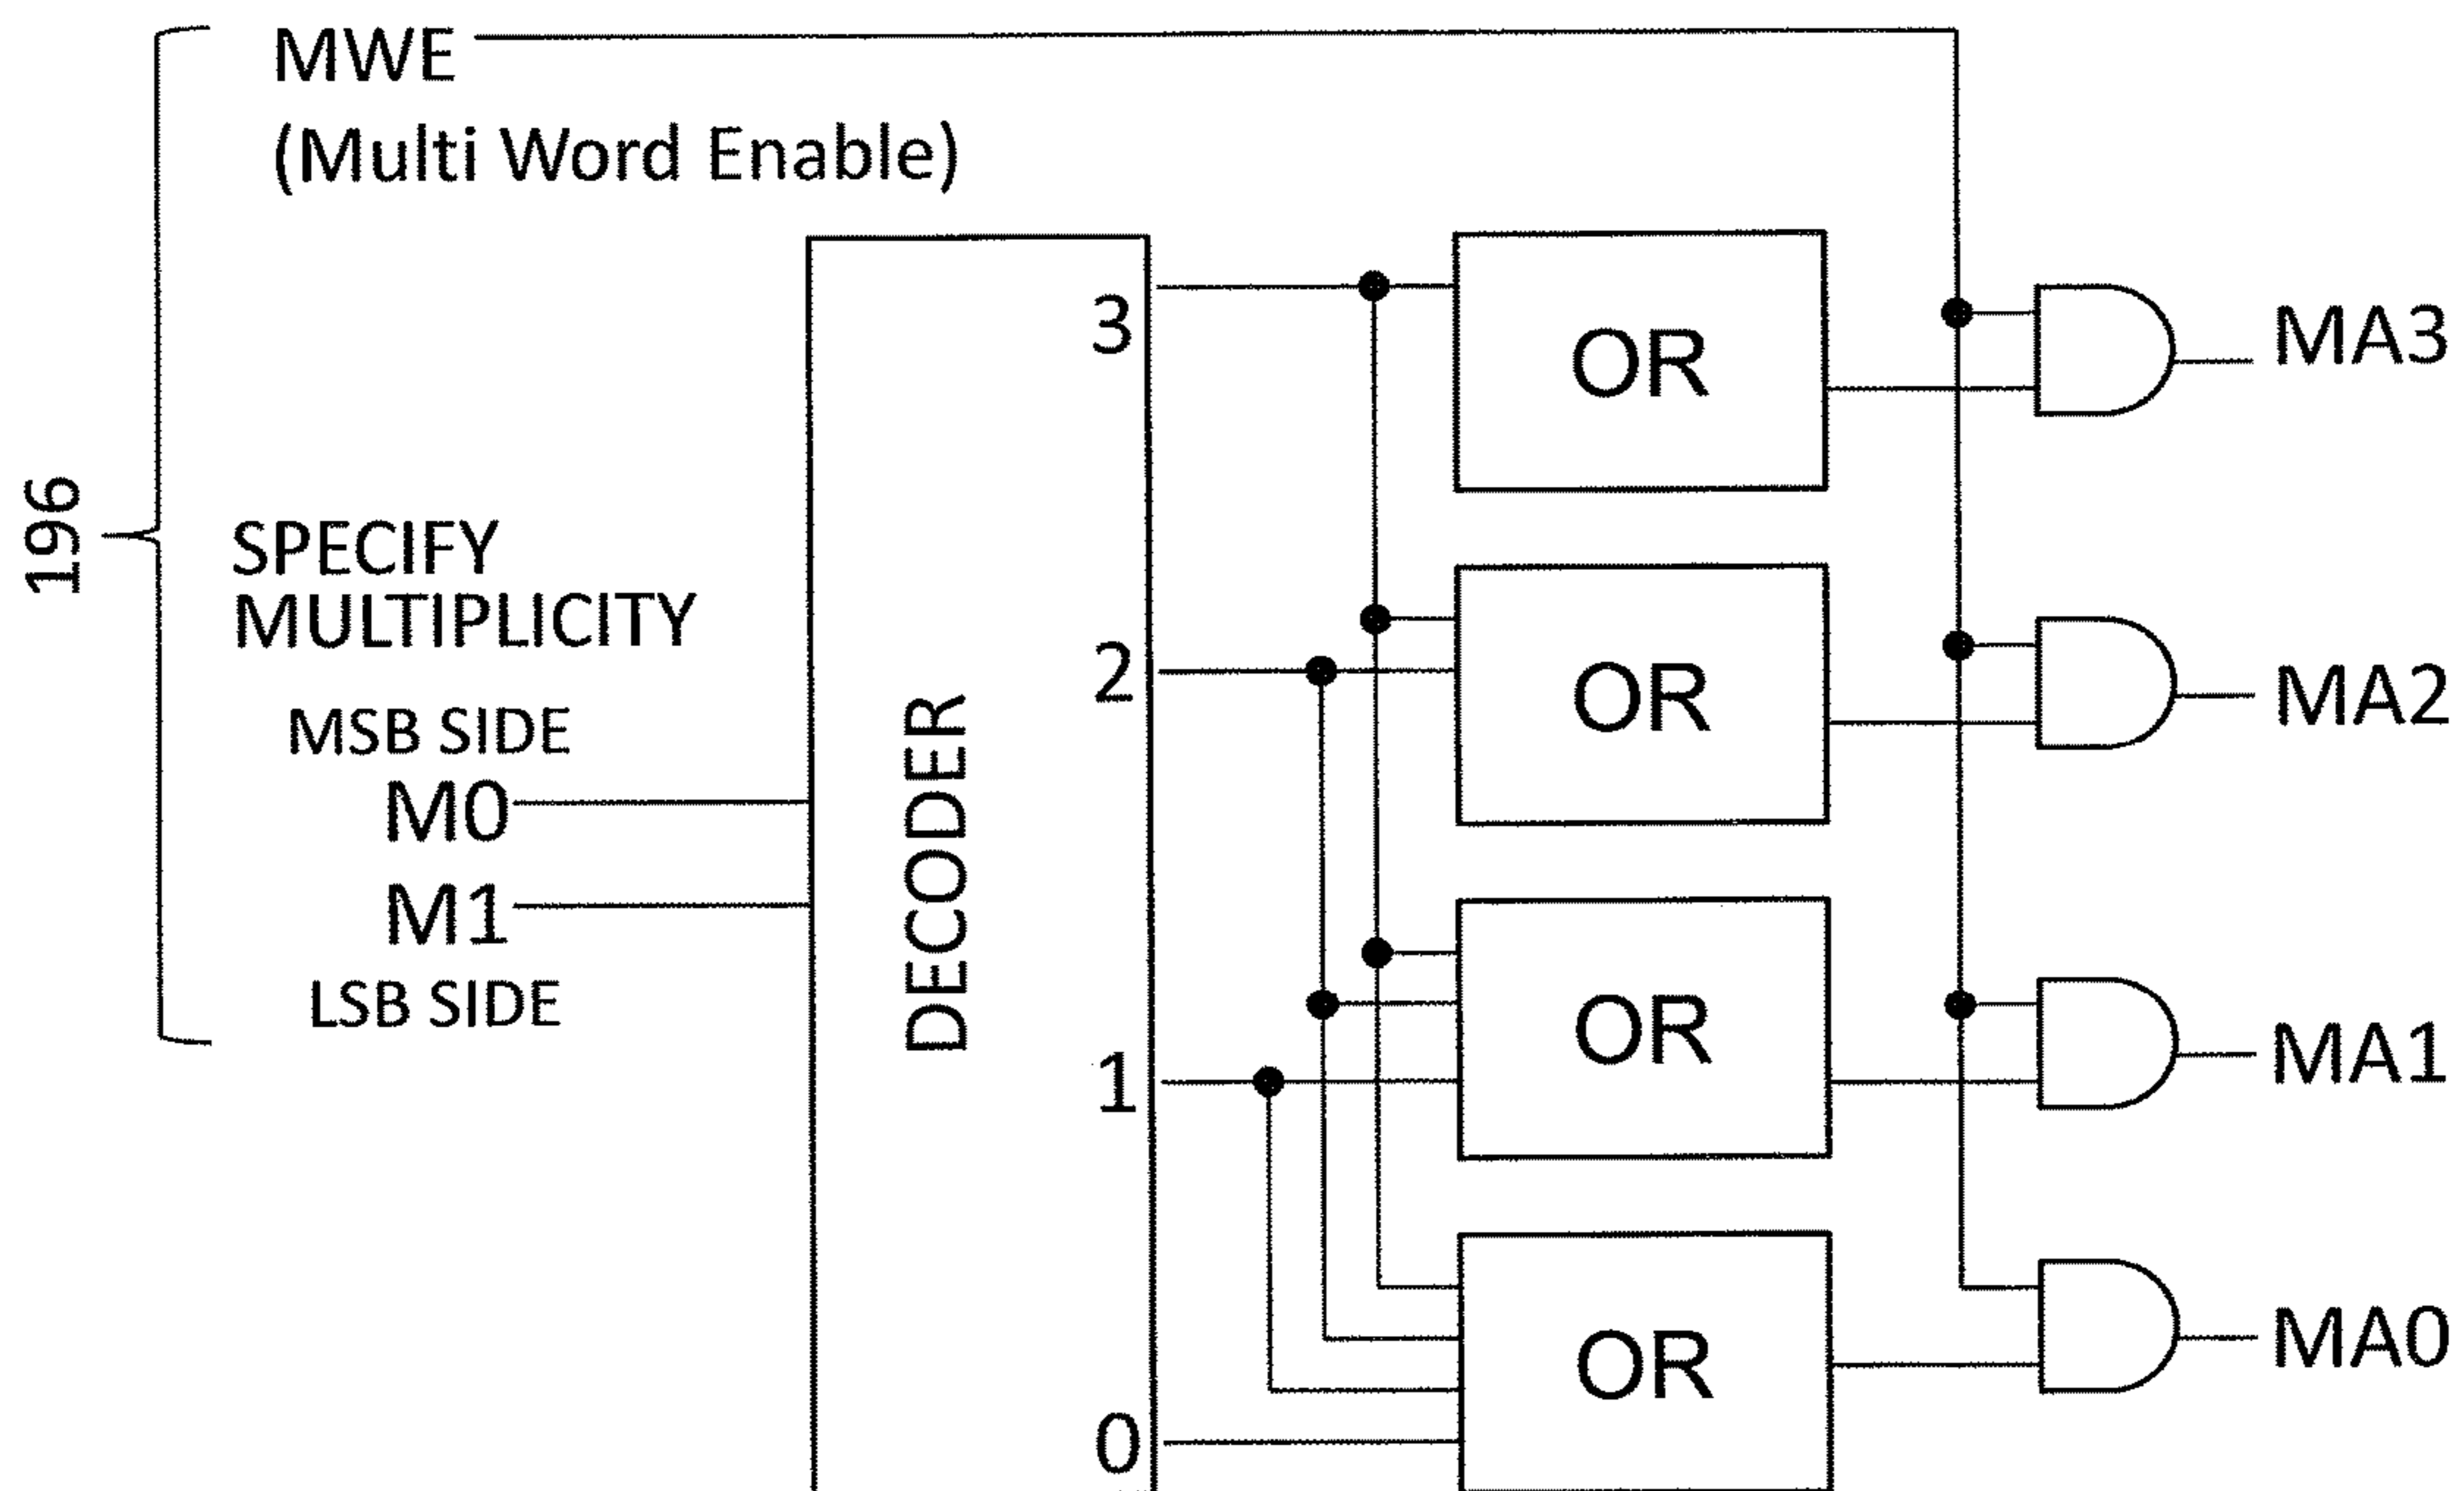 MWE
(Multi Word Enable)
196
SPECIFY
MULTIPLICITY
MSB SIDE
M0
M1
LSB SIDE
DECODER
3
2
1
0
OR
OR
OR
OR
MA3
MA2
MA1
MA0